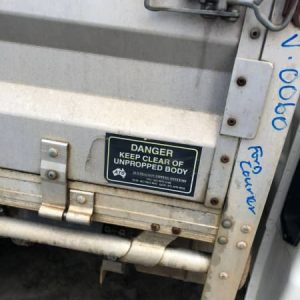 DANGER
KEEP CLEAR OF
UNPROPPED BODY
V.0060
Ford
Courier